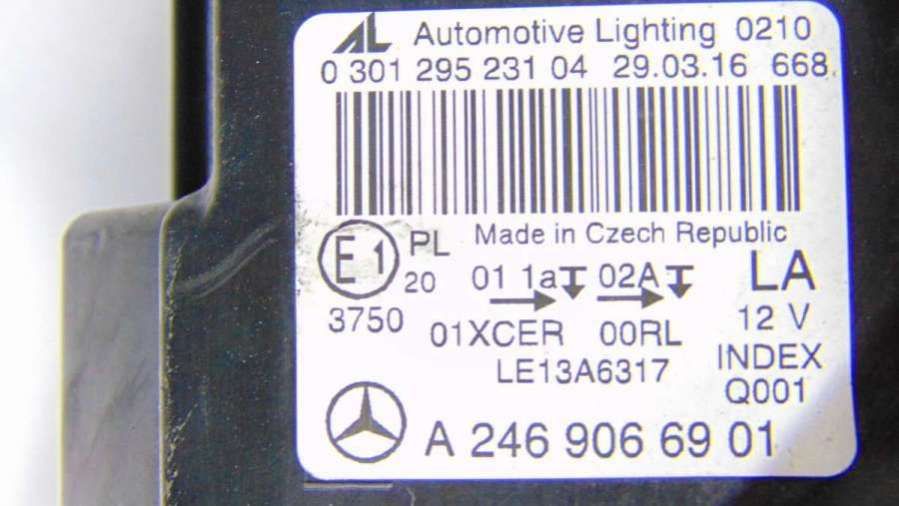 AL Automotive Lighting 0210
0 301 295 231 04 29.03.16 668
Made in Czech Republic
E1 PL 20 01 1a 02A LA
3750 01XCER 00RL 12 V
LE13A6317 INDEX
Q001
A 246 906 69 01